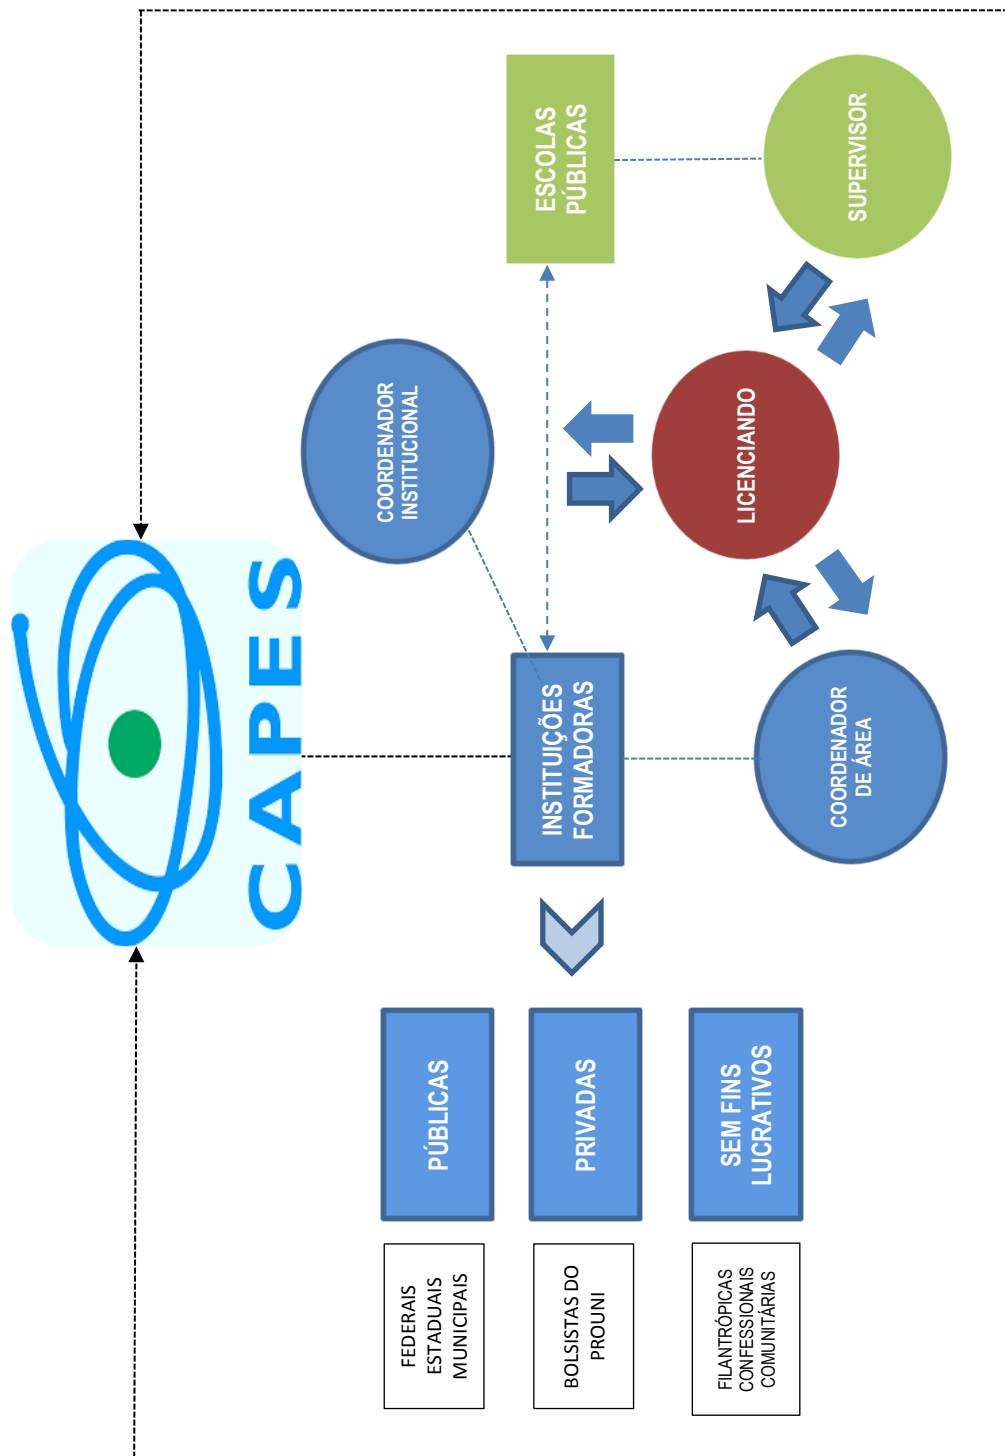 CAPES
FEDERAIS
ESTADUAIS
MUNICIPAIS
PÚBLICAS
COORDENADOR
INSTITUCIONAL
BOLSISTAS DO
PROUNI
PRIVADAS
INSTITUIÇÕES
FORMADORAS
ESCOLAS
PÚBLICAS
FILANTRÓPICAS
CONFESSIONAIS
COMUNITÁRIAS
SEM FINS
LUCRATIVOS
LICENCIANDO
COORDENADOR
DE ÁREA
SUPERVISOR